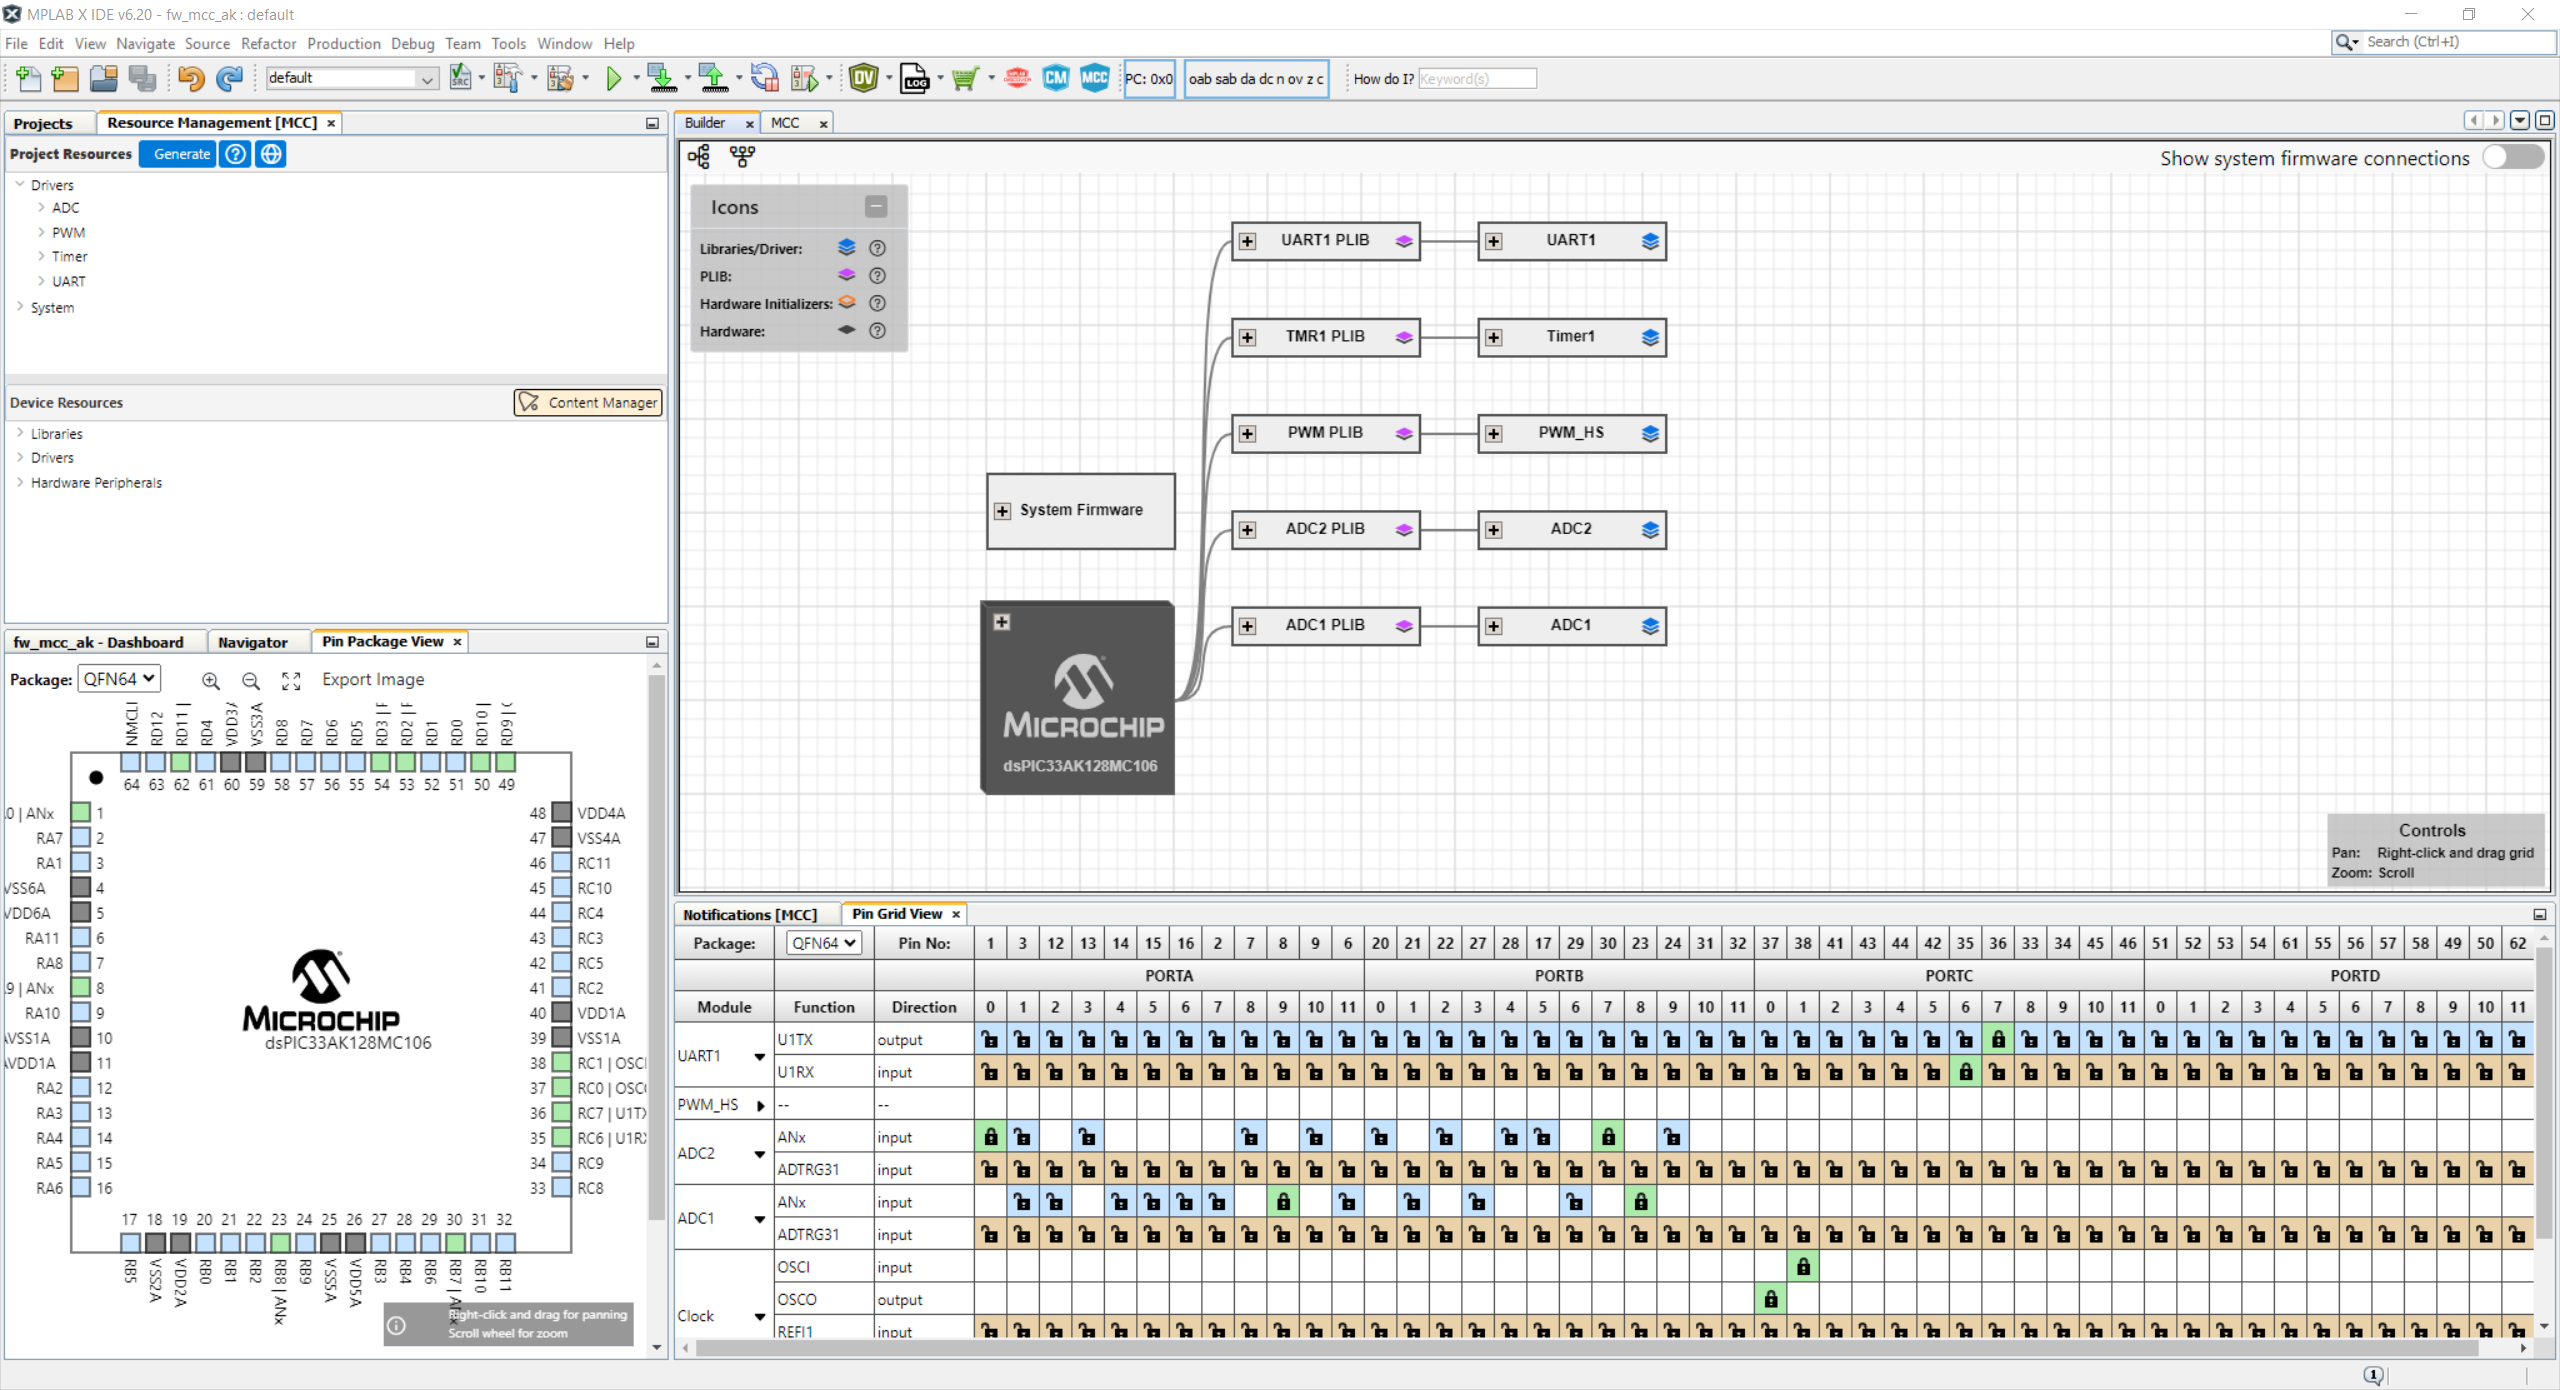 MPLAB X IDE v6.20 - fw_mcc_ak : default
File Edit View Navigate Source Refactor Production Debug Team Tools Window Help
Search (Ctrl+I)
default
SRC
DV
LOG
CM
MCC
PC: 0x0
oab sab da dc n ov z c
How do I? Keyword(s)
Projects
Resource Management [MCC]
Project Resources Generate
Drivers
ADC
PWM
Timer
UART
System
Device Resources
Content Manager
Libraries
Drivers
Hardware Peripherals
Builder
MCC
Show system firmware connections
Icons
Libraries/Driver:
PLIB:
Hardware Initializers:
Hardware:
UART1 PLIB UART1
TMR1 PLIB Timer1
PWM PLIB PWM_HS
ADC2 PLIB ADC2
ADC1 PLIB ADC1
System Firmware
MICROCHIP
dsPIC33AK128MC106
Controls
Pan: Right-click and drag grid
Zoom: Scroll
fw_mcc_ak - Dashboard
Navigator
Pin Package View
Package: QFN64 Export Image
NMCLI RD12 RD11 | RD4 VDD3A VSS3A RD8 RD7 RD6 RD5 RD3 | F RD2 | F RD1 RD0 RD10 | RD9 | C
64 63 62 61 60 59 58 57 56 55 54 53 52 51 50 49
.0 | ANx 1 48 VDD4A
RA7 2 47 VSS4A
RA1 3 46 RC11
VSS6A 4 45 RC10
VDD6A 5 44 RC4
RA11 6 43 RC3
RA8 7 42 RC5
.9 | ANx 8 41 RC2
RA10 9 40 VDD1A
AVSS1A 10 39 VSS1A
AVDD1A 11 38 RC1 | OSCI
RA2 12 37 RC0 | OSC
RA3 13 36 RC7 | U1TX
RA4 14 35 RC6 | U1RX
RA5 15 34 RC9
RA6 16 33 RC8
MICROCHIP
dsPIC33AK128MC106
17 18 19 20 21 22 23 24 25 26 27 28 29 30 31 32
RB5 VSS2A VDD2A RB0 RB1 RB2 RB8 | ANx RB9 VSS5A VDD5A RB3 RB4 RB6 RB7 | ANx RB10 RB11
Right-click and drag for panning
Scroll wheel for zoom
Notifications [MCC]
Pin Grid View
Package: QFN64 Pin No: 1 3 12 13 14 15 16 2 7 8 9 6 20 21 22 27 28 17 29 30 23 24 31 32 37 38 41 43 44 42 35 36 33 34 45 46 51 52 53 54 61 55 56 57 58 49 50 62
PORTA PORTB PORTC PORTD
Module Function Direction 0 1 2 3 4 5 6 7 8 9 10 11 0 1 2 3 4 5 6 7 8 9 10 11 0 1 2 3 4 5 6 7 8 9 10 11 0 1 2 3 4 5 6 7 8 9 10 11
UART1 U1TX output
U1RX input
PWM_HS -- --
ADC2 ANx input
ADTRG31 input
ADC1 ANx input
ADTRG31 input
Clock OSCI input
OSCO output
REFI1 input
1